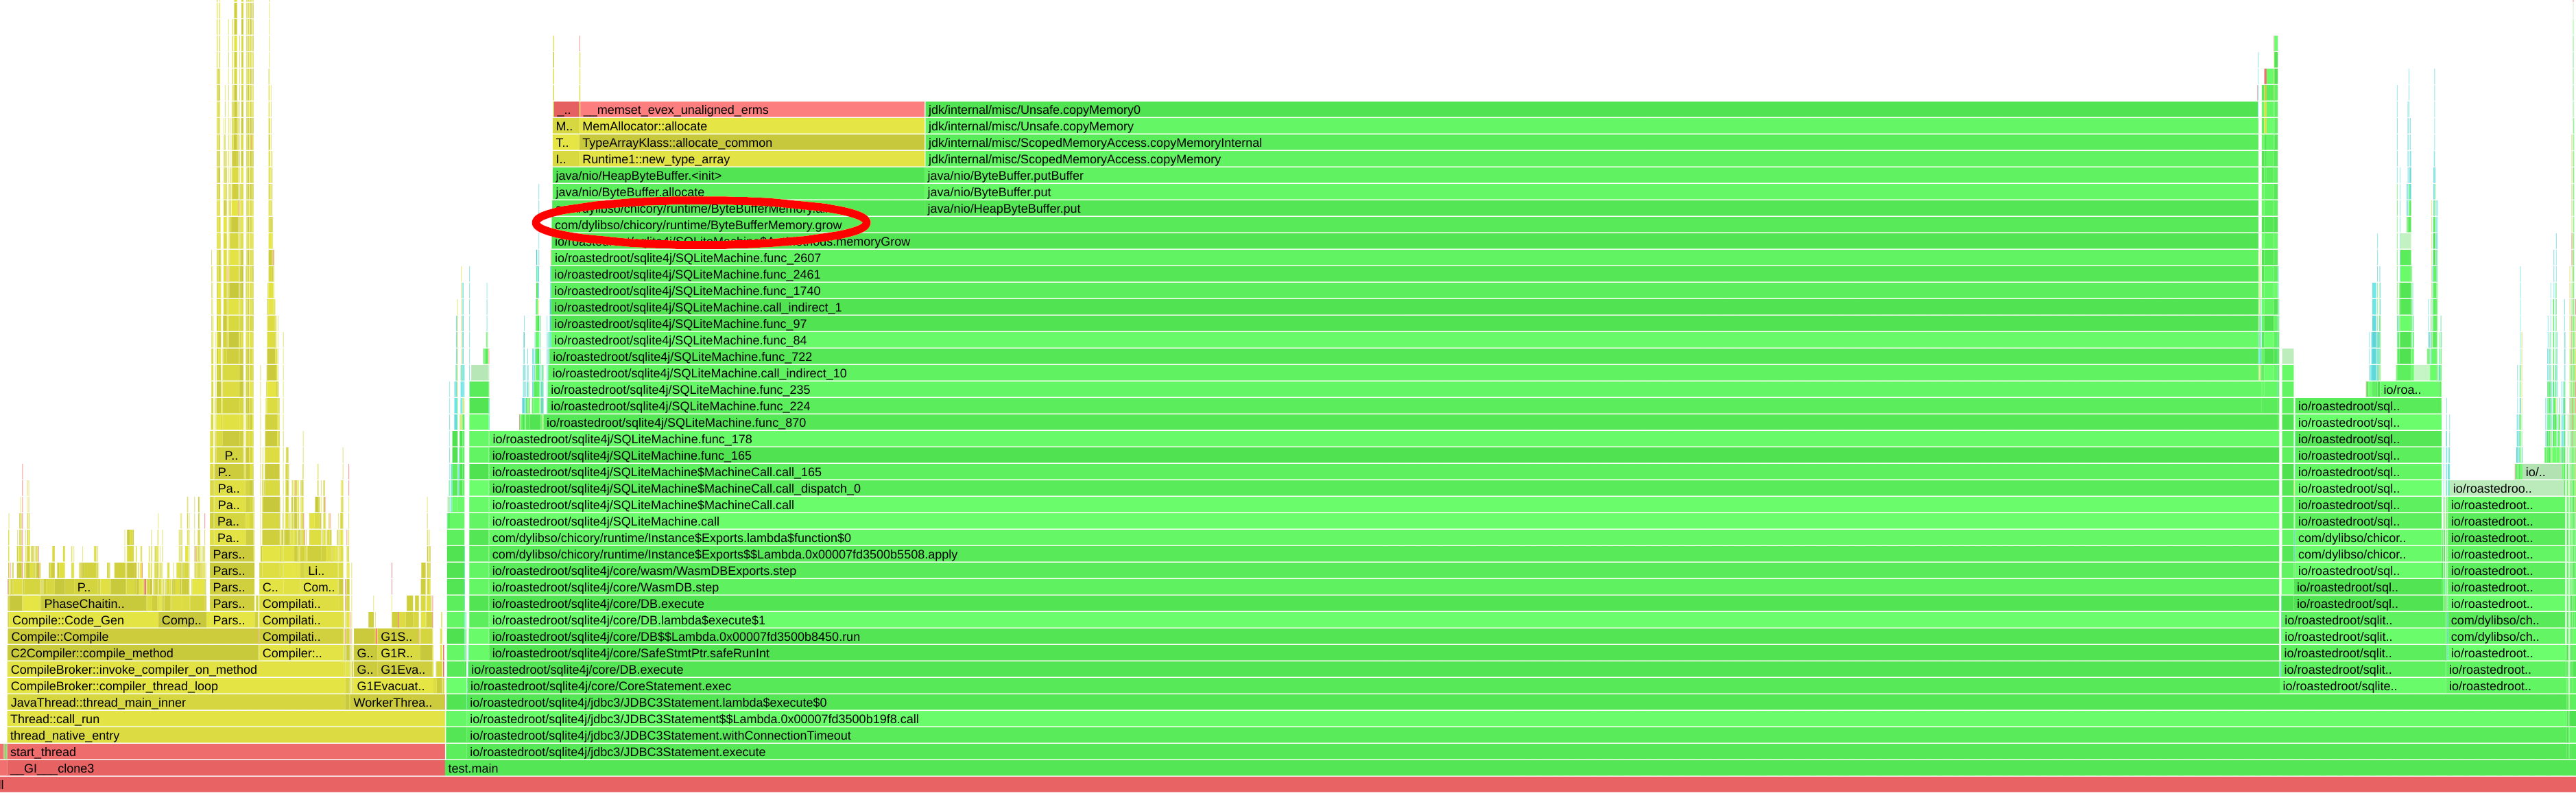 _.. __memset_evex_unaligned_erms jdk/internal/misc/Unsafe.copyMemory0
M.. MemAllocator::allocate jdk/internal/misc/Unsafe.copyMemory
T.. TypeArrayKlass::allocate_common jdk/internal/misc/ScopedMemoryAccess.copyMemoryInternal
I.. Runtime1::new_type_array jdk/internal/misc/ScopedMemoryAccess.copyMemory
java/nio/HeapByteBuffer.<init> java/nio/ByteBuffer.putBuffer
java/nio/ByteBuffer.allocate java/nio/ByteBuffer.put
java/nio/HeapByteBuffer.put
com/dylibso/chicory/runtime/ByteBufferMemory.grow
io/roastedroot/sqlite4j/SQLiteMachine.func_2607
io/roastedroot/sqlite4j/SQLiteMachine.func_2461
io/roastedroot/sqlite4j/SQLiteMachine.func_1740
io/roastedroot/sqlite4j/SQLiteMachine.call_indirect_1
io/roastedroot/sqlite4j/SQLiteMachine.func_97
io/roastedroot/sqlite4j/SQLiteMachine.func_84
io/roastedroot/sqlite4j/SQLiteMachine.func_722
io/roastedroot/sqlite4j/SQLiteMachine.call_indirect_10
io/roastedroot/sqlite4j/SQLiteMachine.func_235 io/roa..
io/roastedroot/sqlite4j/SQLiteMachine.func_224 io/roastedroot/sql..
io/roastedroot/sqlite4j/SQLiteMachine.func_870 io/roastedroot/sql..
io/roastedroot/sqlite4j/SQLiteMachine.func_178 io/roastedroot/sql..
P.. io/roastedroot/sqlite4j/SQLiteMachine.func_165 io/roastedroot/sql..
P.. io/roastedroot/sqlite4j/SQLiteMachine$MachineCall.call_165 io/roastedroot/sql.. io/..
Pa.. io/roastedroot/sqlite4j/SQLiteMachine$MachineCall.call_dispatch_0 io/roastedroot/sql.. io/roastedroo..
Pa.. io/roastedroot/sqlite4j/SQLiteMachine$MachineCall.call io/roastedroot/sql.. io/roastedroot..
Pa.. io/roastedroot/sqlite4j/SQLiteMachine.call io/roastedroot/sql.. io/roastedroot..
Pa.. com/dylibso/chicory/runtime/Instance$Exports.lambda$function$0 com/dylibso/chicor.. io/roastedroot..
Pars.. com/dylibso/chicory/runtime/Instance$Exports$$Lambda.0x00007fd3500b5508.apply com/dylibso/chicor.. io/roastedroot..
Pars.. Li.. io/roastedroot/sqlite4j/core/wasm/WasmDBExports.step io/roastedroot/sql.. io/roastedroot..
P.. Pars.. C.. Com.. io/roastedroot/sqlite4j/core/WasmDB.step io/roastedroot/sql.. io/roastedroot..
PhaseChaitin.. Pars.. Compilati.. io/roastedroot/sqlite4j/core/DB.execute io/roastedroot/sql.. io/roastedroot..
Compile::Code_Gen Comp.. Pars.. Compilati.. io/roastedroot/sqlite4j/core/DB.lambda$execute$1 io/roastedroot/sqlit.. com/dylibso/ch..
Compile::Compile Compilati.. G1S.. io/roastedroot/sqlite4j/core/DB$$Lambda.0x00007fd3500b8450.run io/roastedroot/sqlit.. com/dylibso/ch..
C2Compiler::compile_method Compiler:.. G.. G1R.. io/roastedroot/sqlite4j/core/SafeStmtPtr.safeRunInt io/roastedroot/sqlit.. io/roastedroot..
CompileBroker::invoke_compiler_on_method G.. G1Eva.. io/roastedroot/sqlite4j/core/DB.execute io/roastedroot/sqlit.. io/roastedroot..
CompileBroker::compiler_thread_loop G1Evacuat.. io/roastedroot/sqlite4j/core/CoreStatement.exec io/roastedroot/sqlite.. io/roastedroot..
JavaThread::thread_main_inner WorkerThrea.. io/roastedroot/sqlite4j/jdbc3/JDBC3Statement.lambda$execute$0
Thread::call_run io/roastedroot/sqlite4j/jdbc3/JDBC3Statement$$Lambda.0x00007fd3500b19f8.call
thread_native_entry io/roastedroot/sqlite4j/jdbc3/JDBC3Statement.withConnectionTimeout
start_thread io/roastedroot/sqlite4j/jdbc3/JDBC3Statement.execute
__GI___clone3 test.main